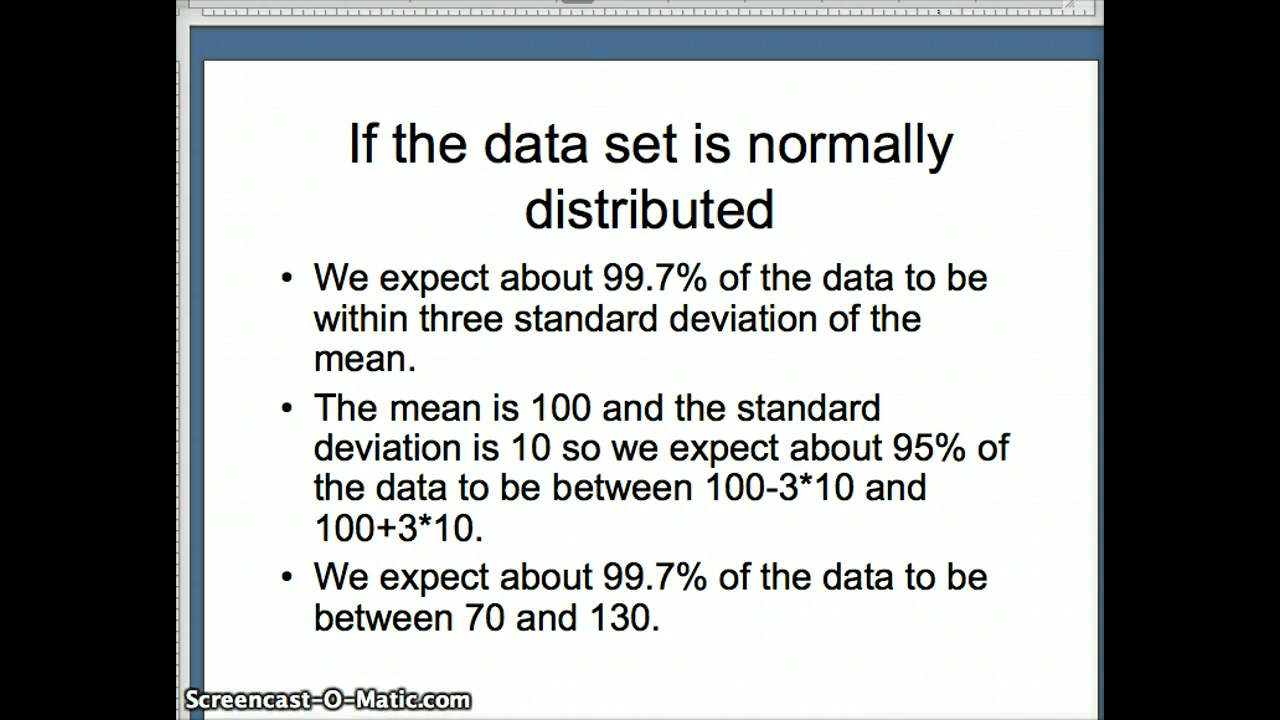 If the data set is normally
distributed
• We expect about 99.7% of the data to be
within three standard deviation of the
mean.
• The mean is 100 and the standard
deviation is 10 so we expect about 95% of
the data to be between 100-3*10 and
100+3*10.
• We expect about 99.7% of the data to be
between 70 and 130.
Screencast-O-Matic.com